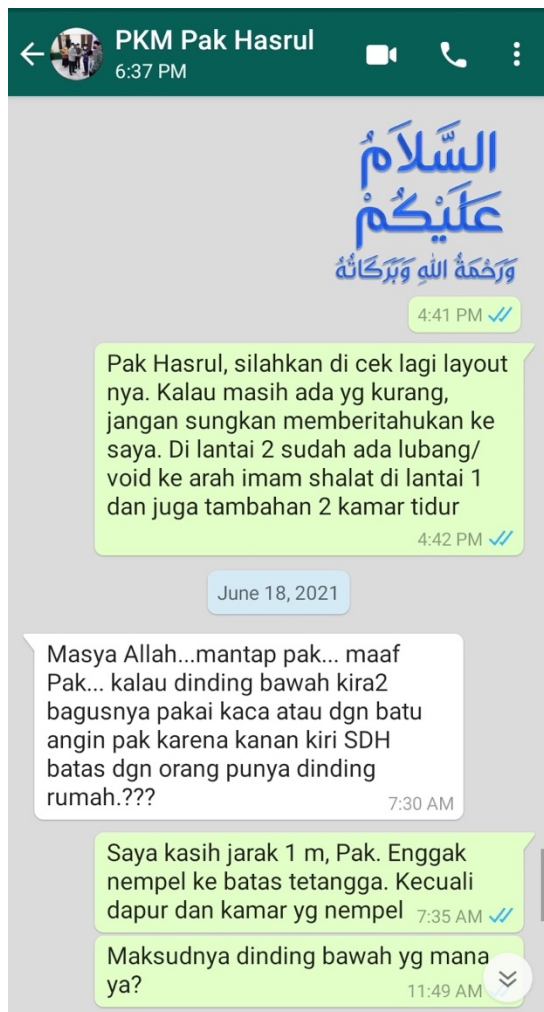 PKM Pak Hasrul
6:37 PM
السَّلاَمُ
عَلَيْكُمْ
وَرَحْمَةُ اللهِ وَبَرَكَاتُهُ
4:41 PM
Pak Hasrul, silahkan di cek lagi layout
nya. Kalau masih ada yg kurang,
jangan sungkan memberitahukan ke
saya. Di lantai 2 sudah ada lubang/
void ke arah imam shalat di lantai 1
dan juga tambahan 2 kamar tidur
4:42 PM
June 18, 2021
Masya Allah...mantap pak... maaf
Pak... kalau dinding bawah kira2
bagusnya pakai kaca atau dgn batu
angin pak karena kanan kiri SDH
batas dgn orang punya dinding
rumah.???
7:30 AM
Saya kasih jarak 1 m, Pak. Enggak
nempel ke batas tetangga. Kecuali
dapur dan kamar yg nempel
7:35 AM
Maksudnya dinding bawah yg mana
ya?
11:49 AM